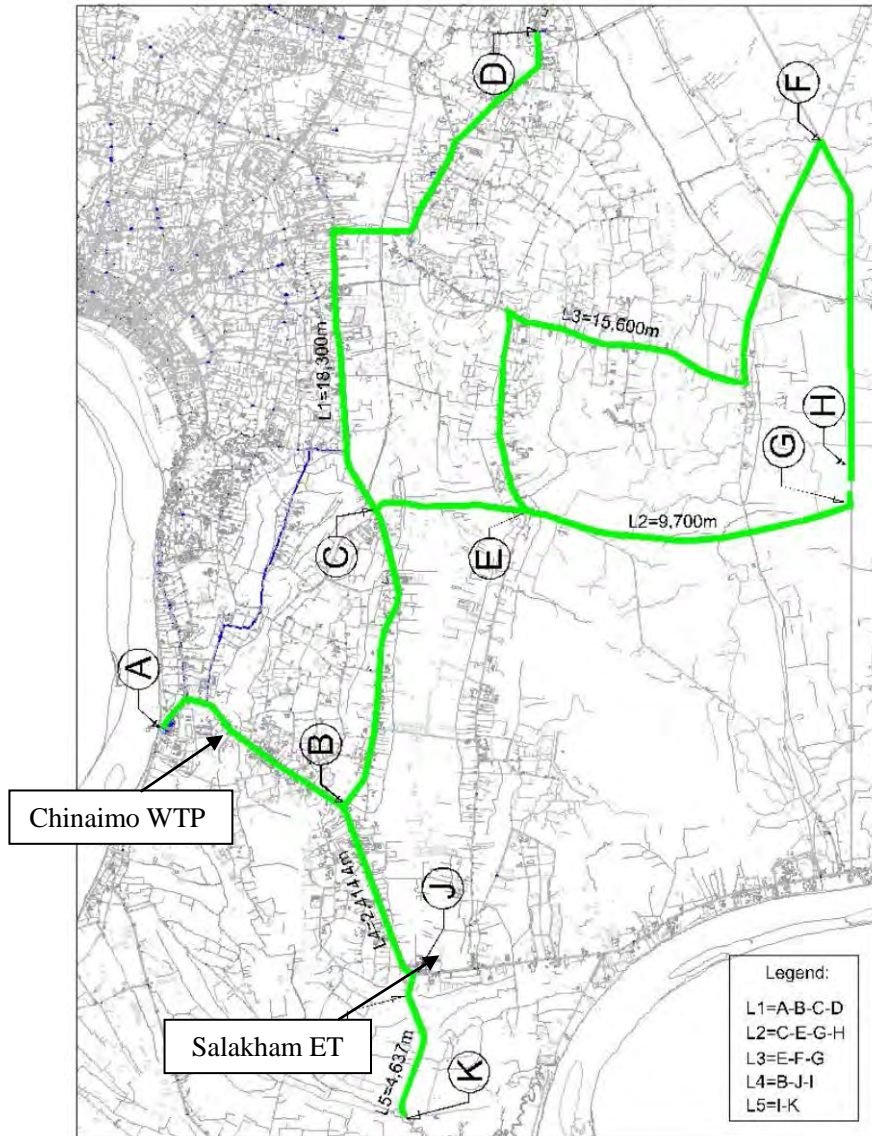 D
F
L1=18,300m
L3=15,600m
H
G
C
E
L2=9,700m
A
B
Chinaimo WTP
L4=2,4144m
J
Salakham ET
L5=4,637m
K
Legend:
L1=A-B-C-D
L2=C-E-G-H
L3=E-F-G
L4=B-J-I
L5=I-K